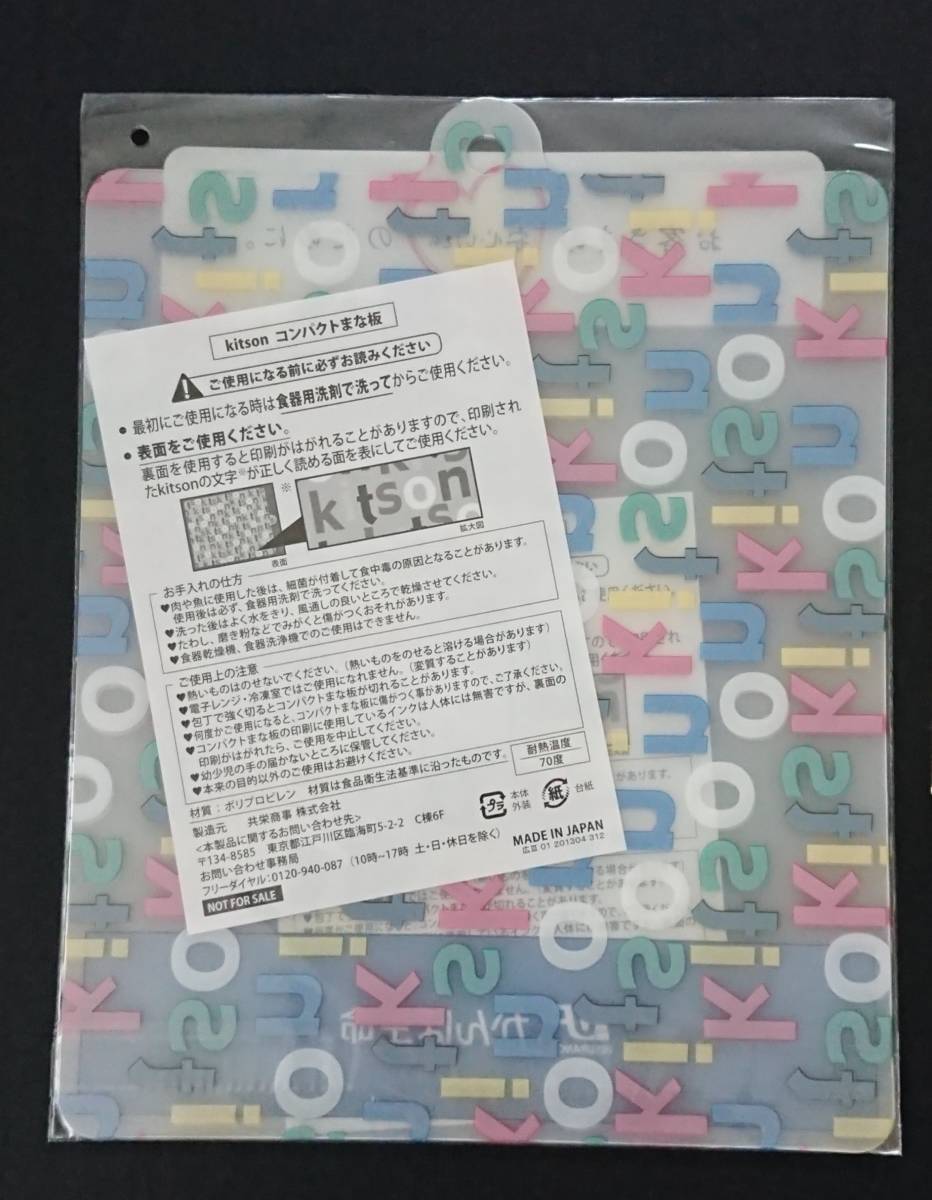 kitson コンパクトまな板
ご使用になる前に必ずお読みください
● 最初にご使用になる時は食器用洗剤で洗ってからご使用ください。
● 表面をご使用ください。
裏面を使用すると印刷がはがれることがありますので、印刷され
たkitsonの文字※が正しく読める面を表にしてご使用ください。
※
kitson
表面
拡大図
お手入れの仕方
♥肉や魚に使用した後は、細菌が付着して食中毒の原因となることがあります。
使用後は必ず、食器用洗剤で洗ってください。
♥洗った後はよく水をきり、風通しの良いところで乾燥させてください。
♥たわし、磨き粉などでみがくと傷がつくおそれがあります。
♥食器乾燥機、食器洗浄機でのご使用はできません。
ご使用上の注意
♥熱いものはのせないでください。(熱いものをのせると溶ける場合があります)
♥電子レンジ・冷凍室ではご使用になれません。(変質することがあります)
♥包丁で強く切るとコンパクトまな板が切れることがあります。
♥何度かご使用になると、コンパクトまな板に傷がつく事がありますので、ご了承ください。
♥コンパクトまな板の印刷に使用しているインクは人体には無害ですが、裏面の
印刷がはがれたら、ご使用を中止してください。
♥幼少児の手の届かないところに保管してください。
♥本来の目的以外のご使用はお避けください。
材質：ポリプロピレン 材質は食品衛生法基準に沿ったものです。
耐熱温度
70度
製造元 共栄商事 株式会社
<本製品に関するお問い合わせ先>
〒134-8585 東京都江戸川区臨海町5-2-2 C棟6F
お問い合わせ事務局
フリーダイヤル：0120-940-087 (10時~17時 土・日・休日を除く)
プラ 本体 外装
紙 台紙
NOT FOR SALE
MADE IN JAPAN
広Ⅲ 01 201304 312
かんぽ生命